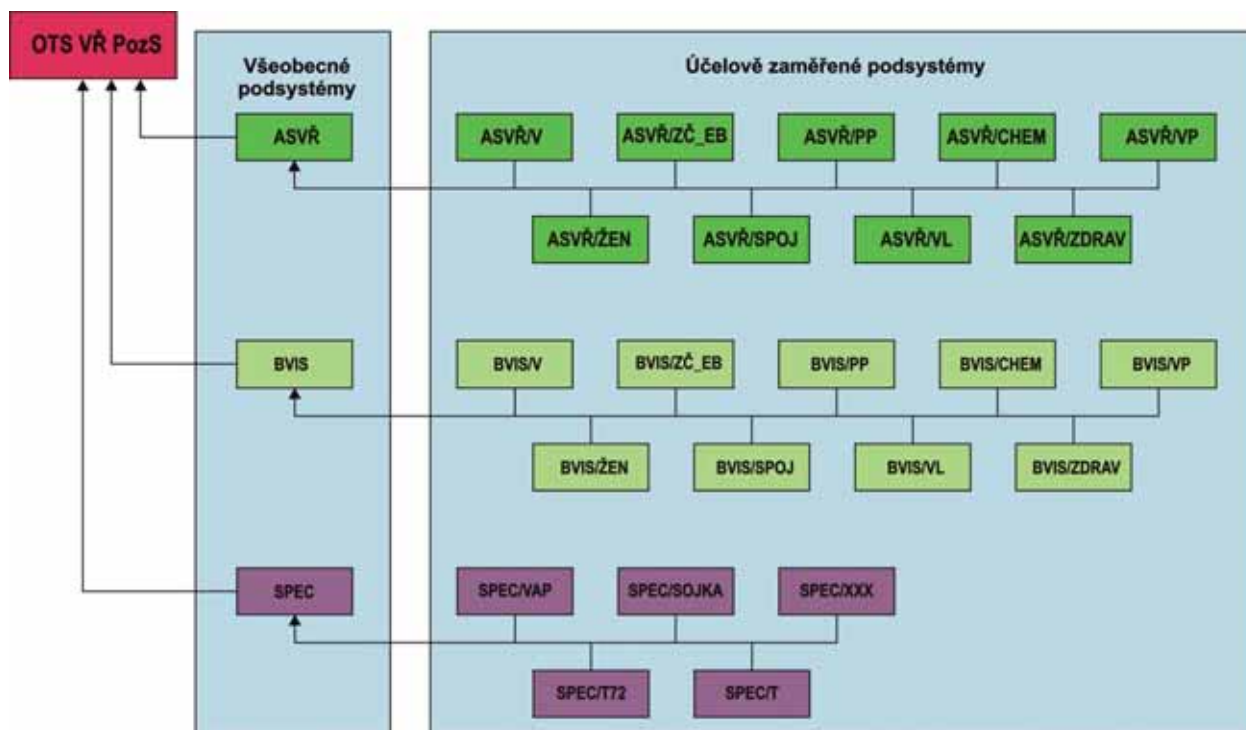 OTS VŘ PozS
Všeobecné
podsystémy
Účelově zaměřené podsystémy
ASVŘ
ASVŘ/V
ASVŘ/ZČ_EB
ASVŘ/PP
ASVŘ/CHEM
ASVŘ/VP
ASVŘ/ŽEN
ASVŘ/SPOJ
ASVŘ/VL
ASVŘ/ZDRAV
BVIS
BVIS/V
BVIS/ZČ_EB
BVIS/PP
BVIS/CHEM
BVIS/VP
BVIS/ŽEN
BVIS/SPOJ
BVIS/VL
BVIS/ZDRAV
SPEC
SPEC/VAP
SPEC/SOJKA
SPEC/XXX
SPEC/T72
SPEC/T